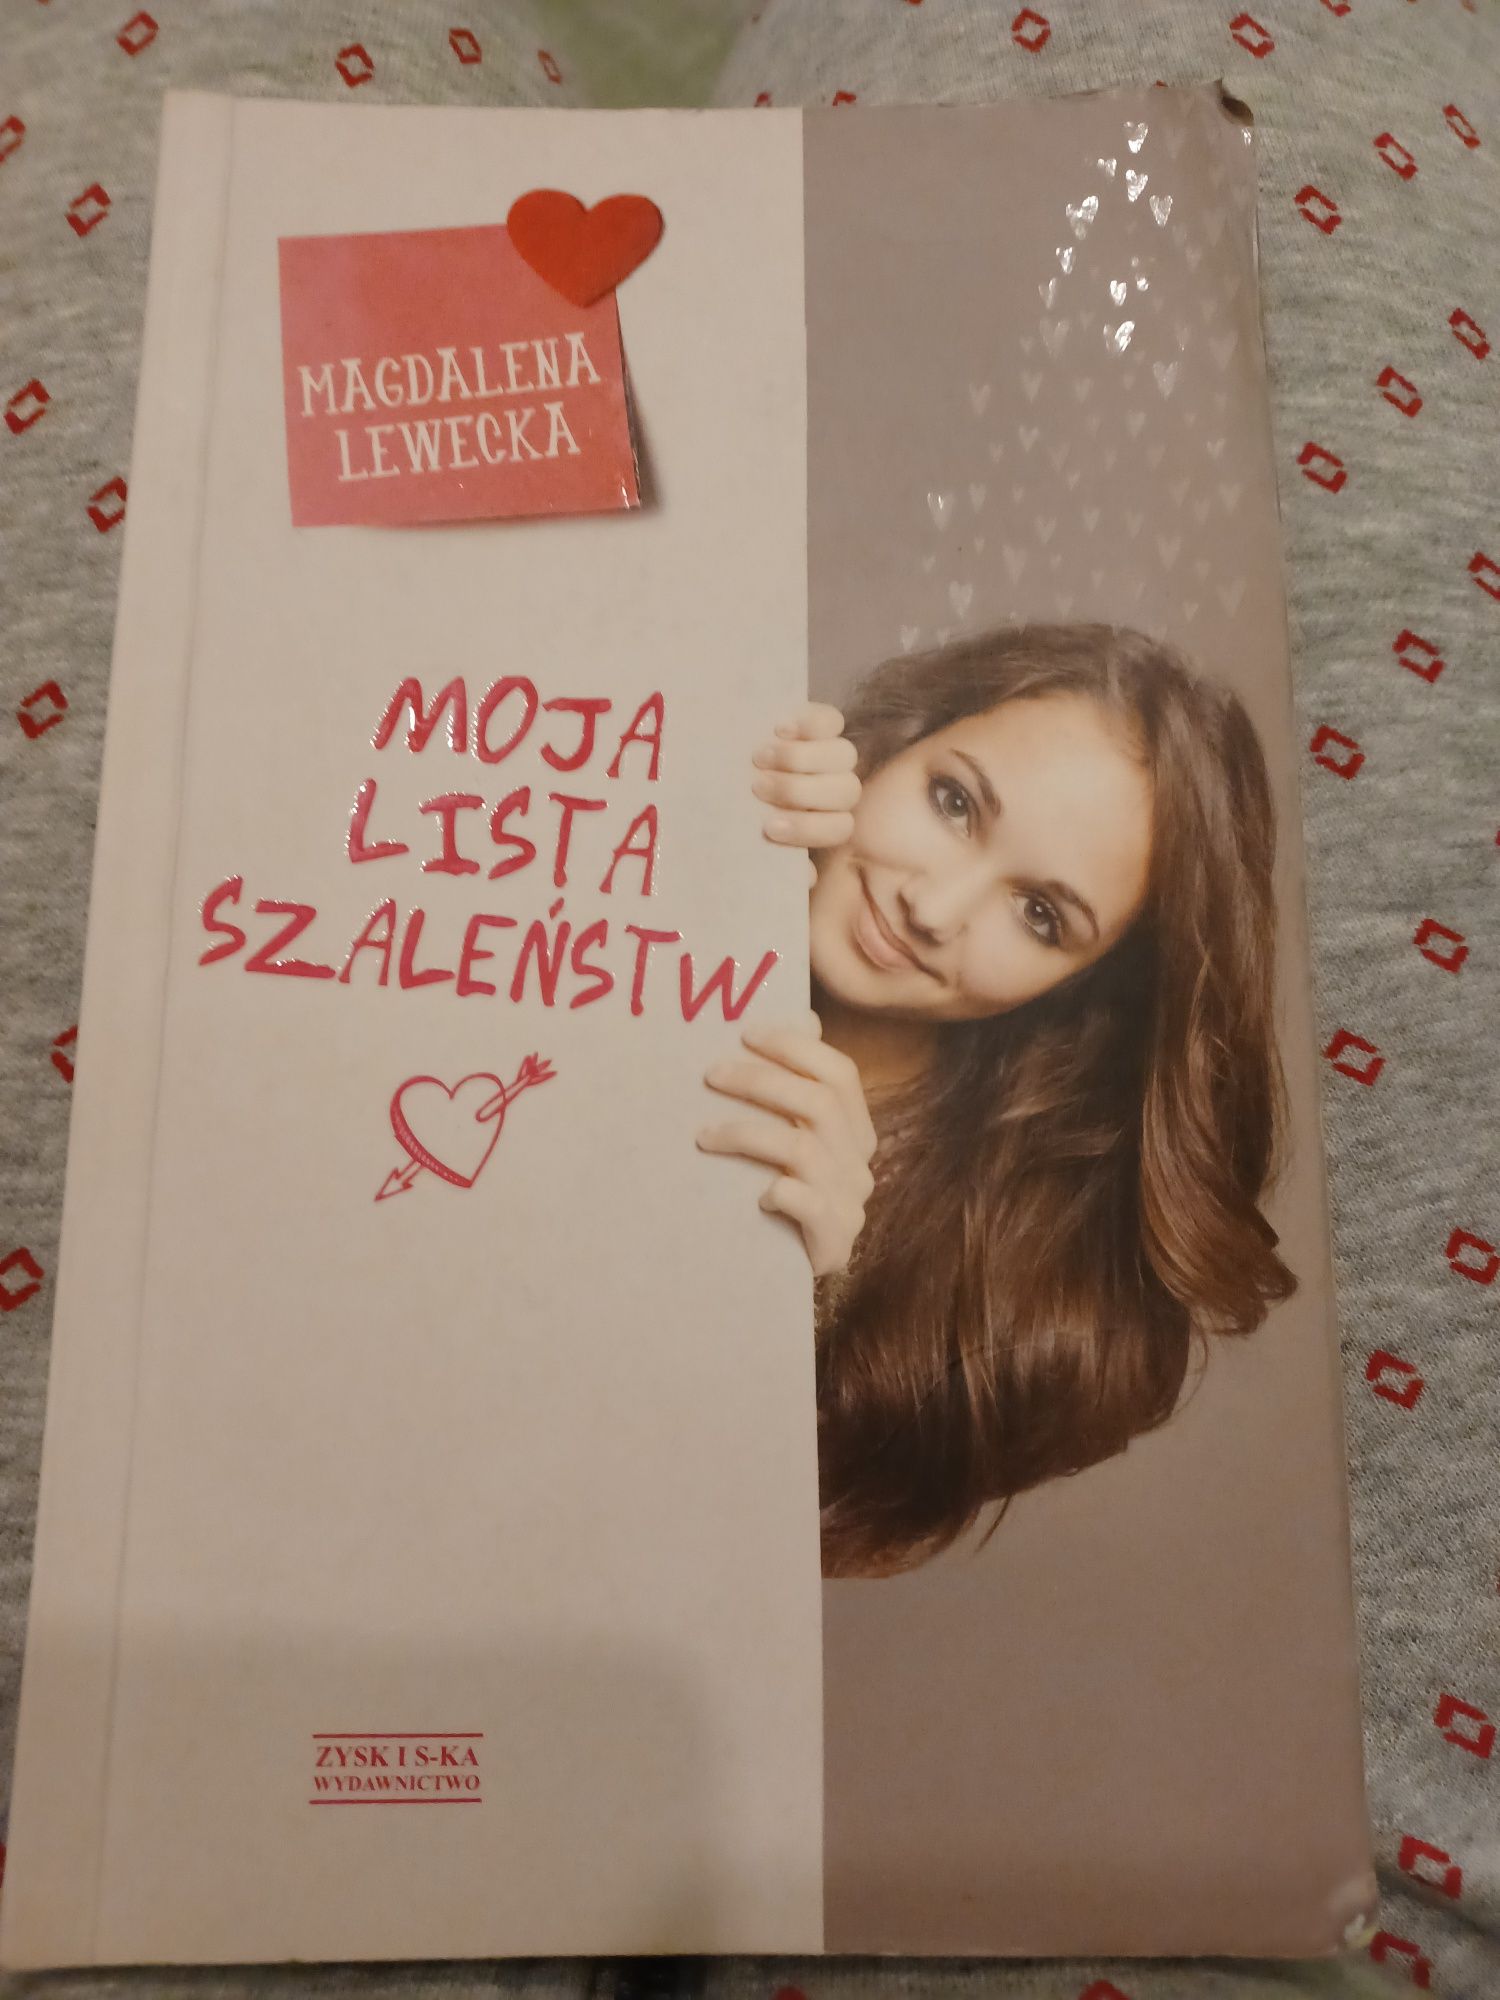 MAGDALENA
LEWECKA
MOJA
LISTA
SZALEŃSTW
ZYSK I S-KA
WYDAWNICTWO